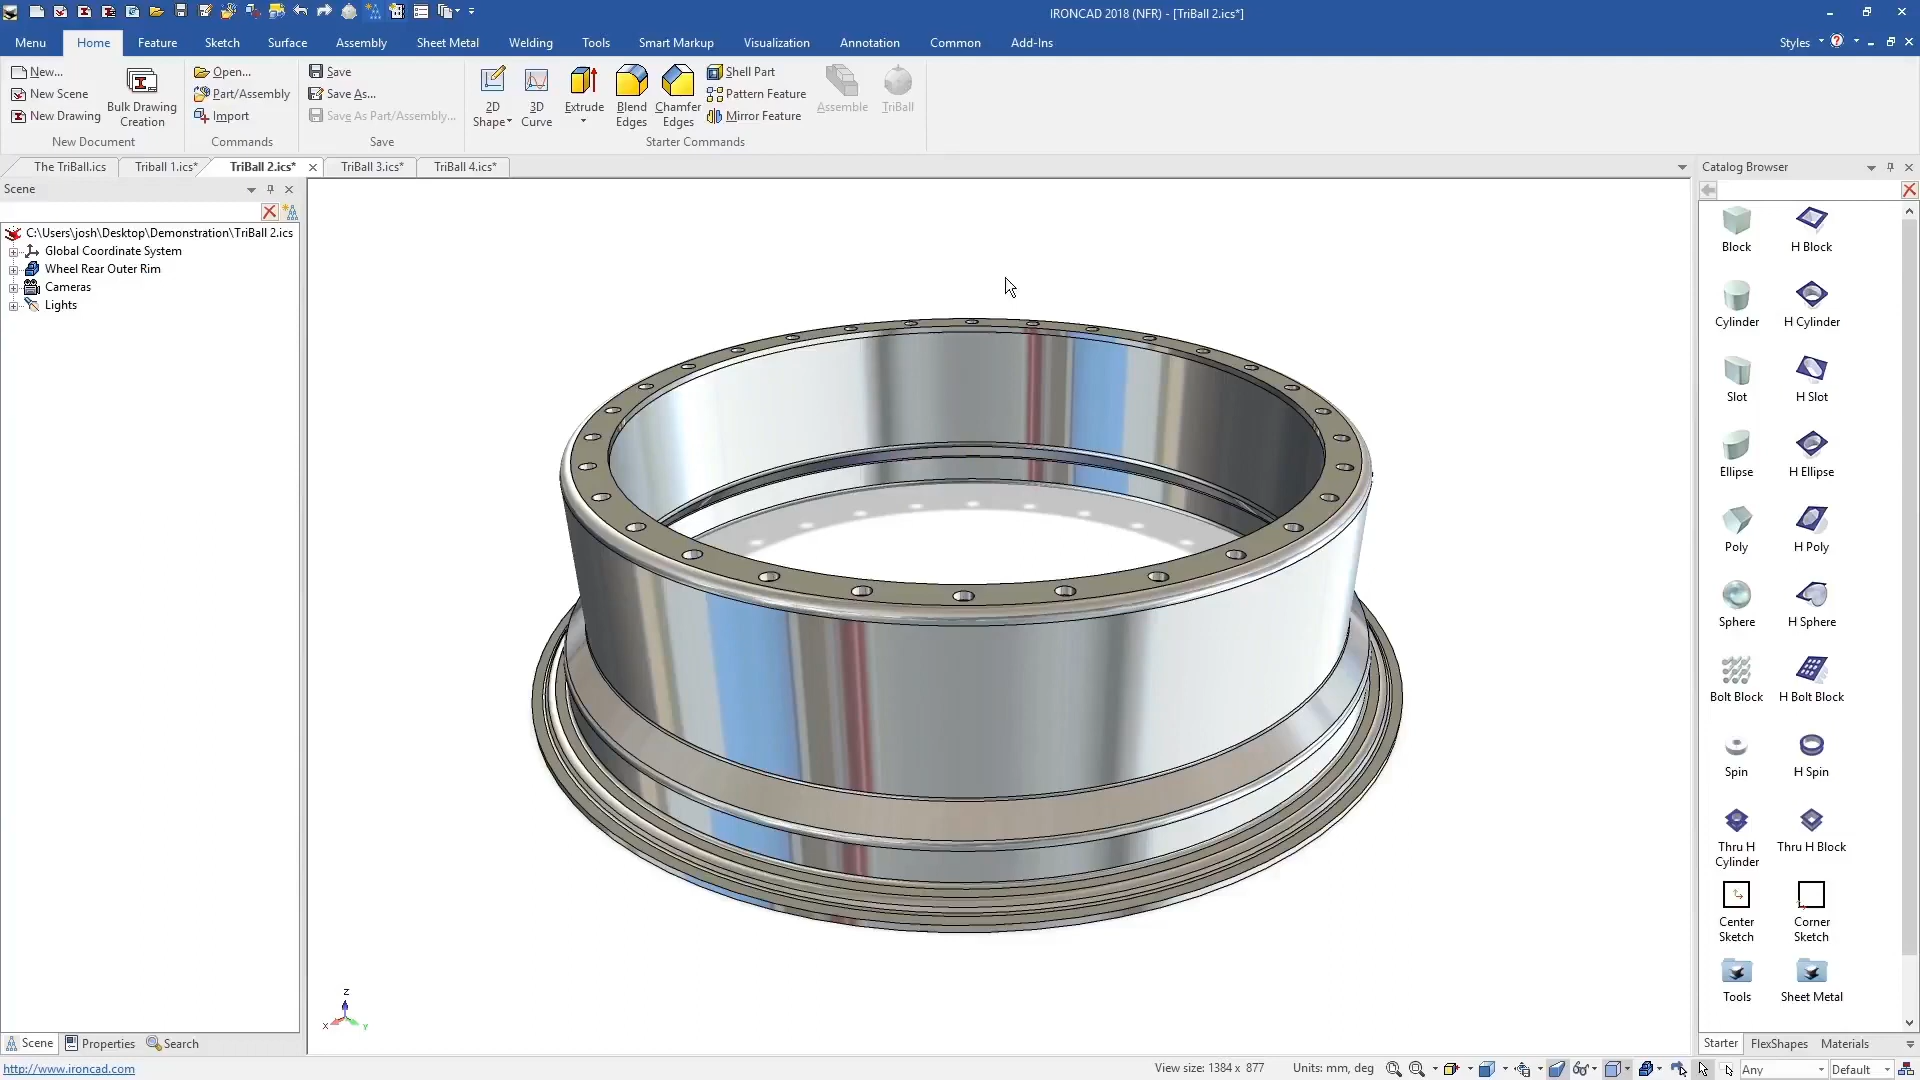 IRONCAD 2018 (NFR) - [TriBall 2.ics*]
Menu Home Feature Sketch Surface Assembly Sheet Metal Welding Tools Smart Markup Visualization Annotation Common Add-Ins Styles
New... Open... Save Shell Part
New Scene Part/Assembly Save As... Pattern Feature
New Drawing Import Save As Part/Assembly... Mirror Feature
Bulk Drawing
Creation
2D
Shape
3D
Curve
Extrude
Blend
Edges
Chamfer
Edges
Assemble
TriBall
New Document Commands Save Starter Commands
The TriBall.ics Triball 1.ics* TriBall 2.ics* TriBall 3.ics* TriBall 4.ics*
Catalog Browser
Scene
C:\Users\josh\Desktop\Demonstration\TriBall 2.ics
Global Coordinate System
Wheel Rear Outer Rim
Cameras
Lights
Block H Block
Cylinder H Cylinder
Slot H Slot
Ellipse H Ellipse
Poly H Poly
Sphere H Sphere
Bolt Block H Bolt Block
Spin H Spin
Thru H
Cylinder
Thru H Block
Center
Sketch
Corner
Sketch
Tools Sheet Metal
Z
X
Y
Scene Properties Search
Starter FlexShapes Materials
http://www.ironcad.com
View size: 1384 x 877 Units: mm, deg Any Default